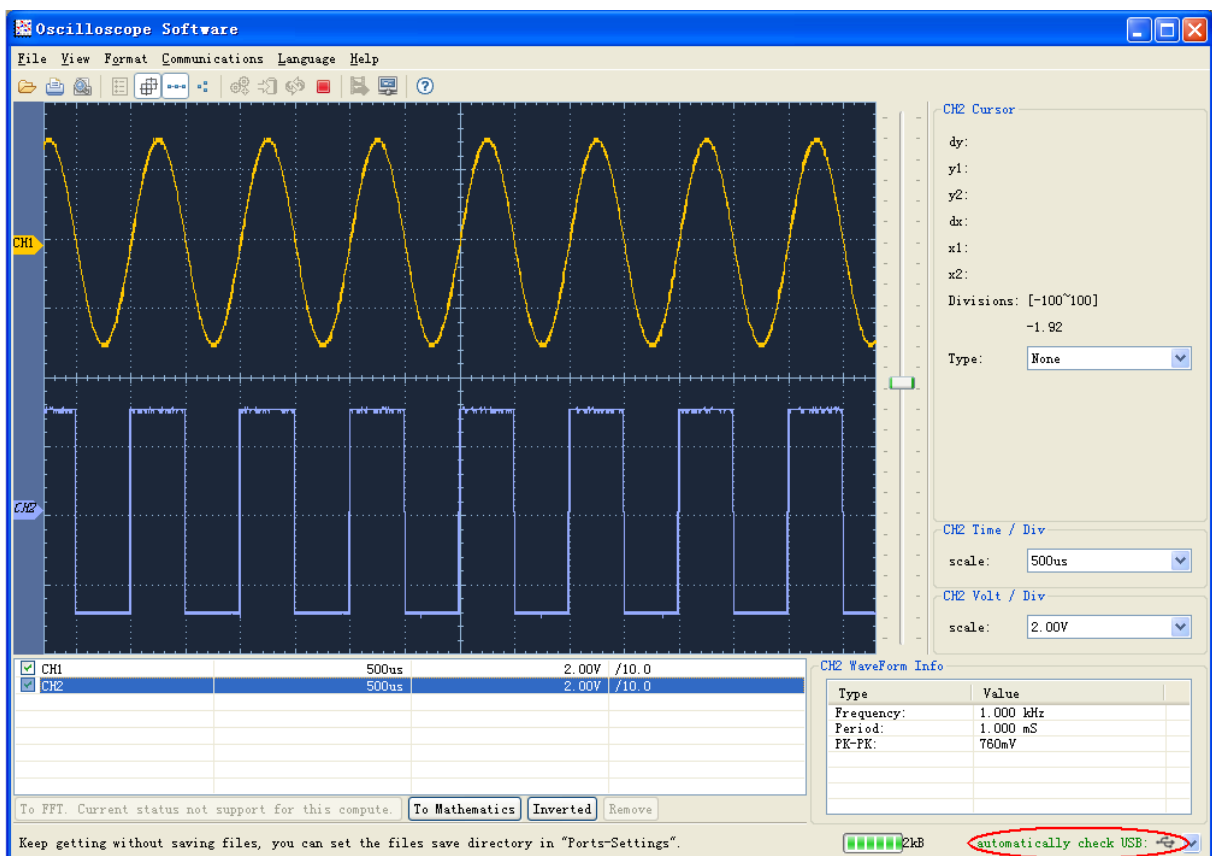 Oscilloscope Software
File View Format Communications Language Help
CH1
CH2
CH2 Cursor
dy:
y1:
y2:
dx:
x1:
x2:
Divisions: [-100~100]
-1.92
Type: None
CH2 Time / Div
scale: 500us
CH2 Volt / Div
scale: 2.00V
CH1 500us 2.00V /10.0
CH2 500us 2.00V /10.0
CH2 WaveForm Info
Type Value
Frequency: 1.000 kHz
Period: 1.000 mS
PK-PK: 760mV
To FFT. Current status not support for this compute. To Mathematics Inverted Remove
Keep getting without saving files, you can set the files save directory in "Ports-Settings". 2kB automatically check USB: